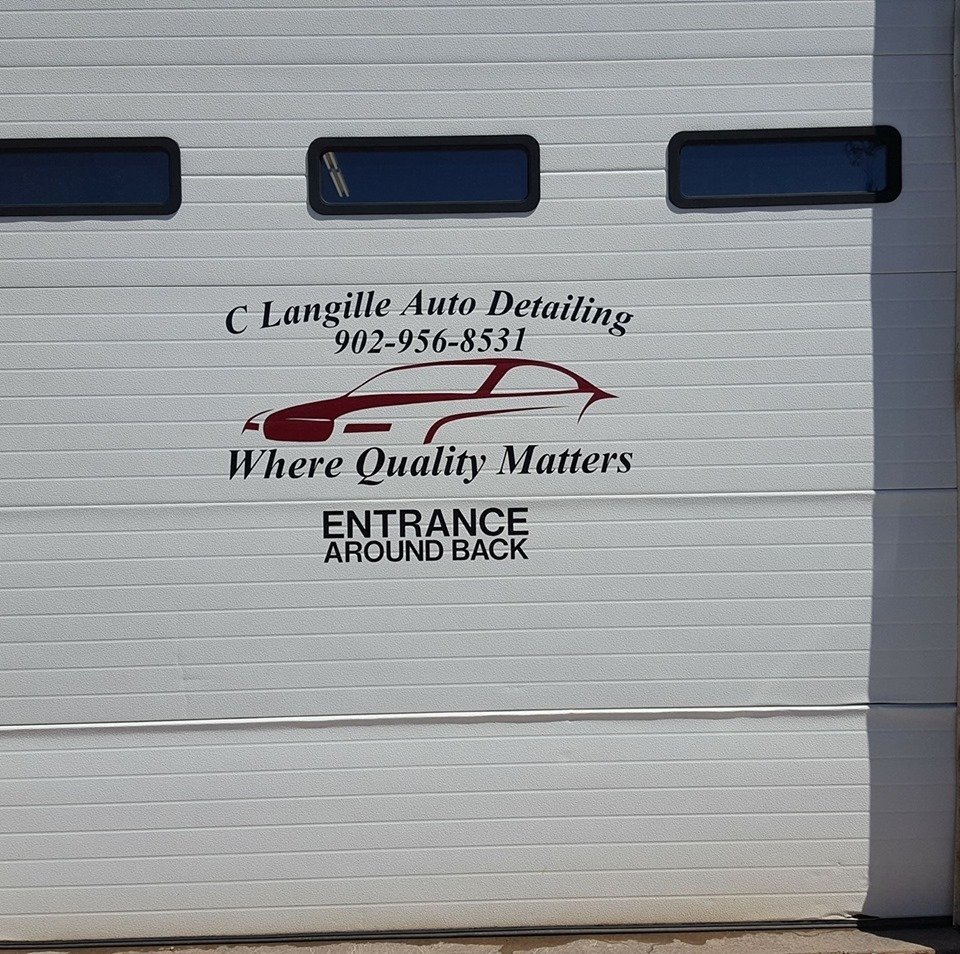 C Langille Auto Detailing
902-956-8531
Where Quality Matters
ENTRANCE
AROUND BACK